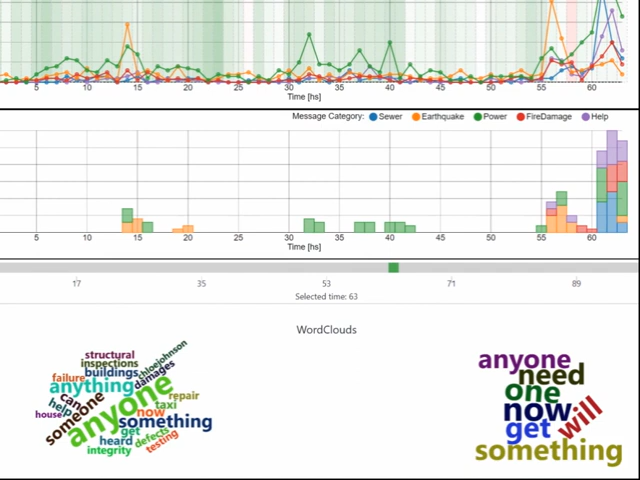 5 10 15 20 25 30 35 40 45 50 55 60
Time [hs]
Message Category: Sewer Earthquake Power FireDamage Help
5 10 15 20 25 30 35 40 45 50 55 60
Time [hs]
17 35 53 71 89
Selected time: 63
WordClouds
structural
inspections
chloejohnson
buildings
failure
damages
anything
can
repair
help
someone
anyone
taxi
house
now
something
get
heard
defects
testing
integrity
anyone
need
one
now
will
get
something